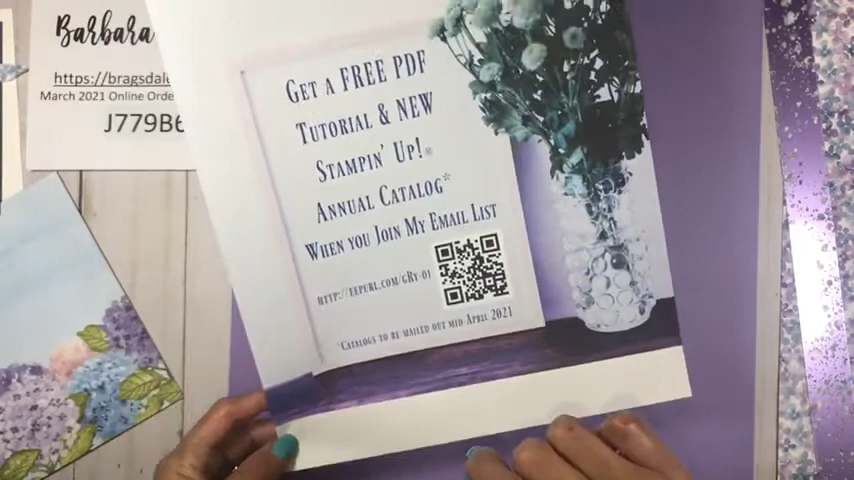 Barbara
https://bragsdale
March 2021 Online Orde
J779B6
GET A FREE PDF
TUTORIAL & NEW
STAMPIN' UP!®
ANNUAL CATALOG*
WHEN YOU JOIN MY EMAIL LIST
HTTP://EEPURL.COM/GRY-01
*CATALOGS TO BE MAILED OUT MID-APRIL 2021